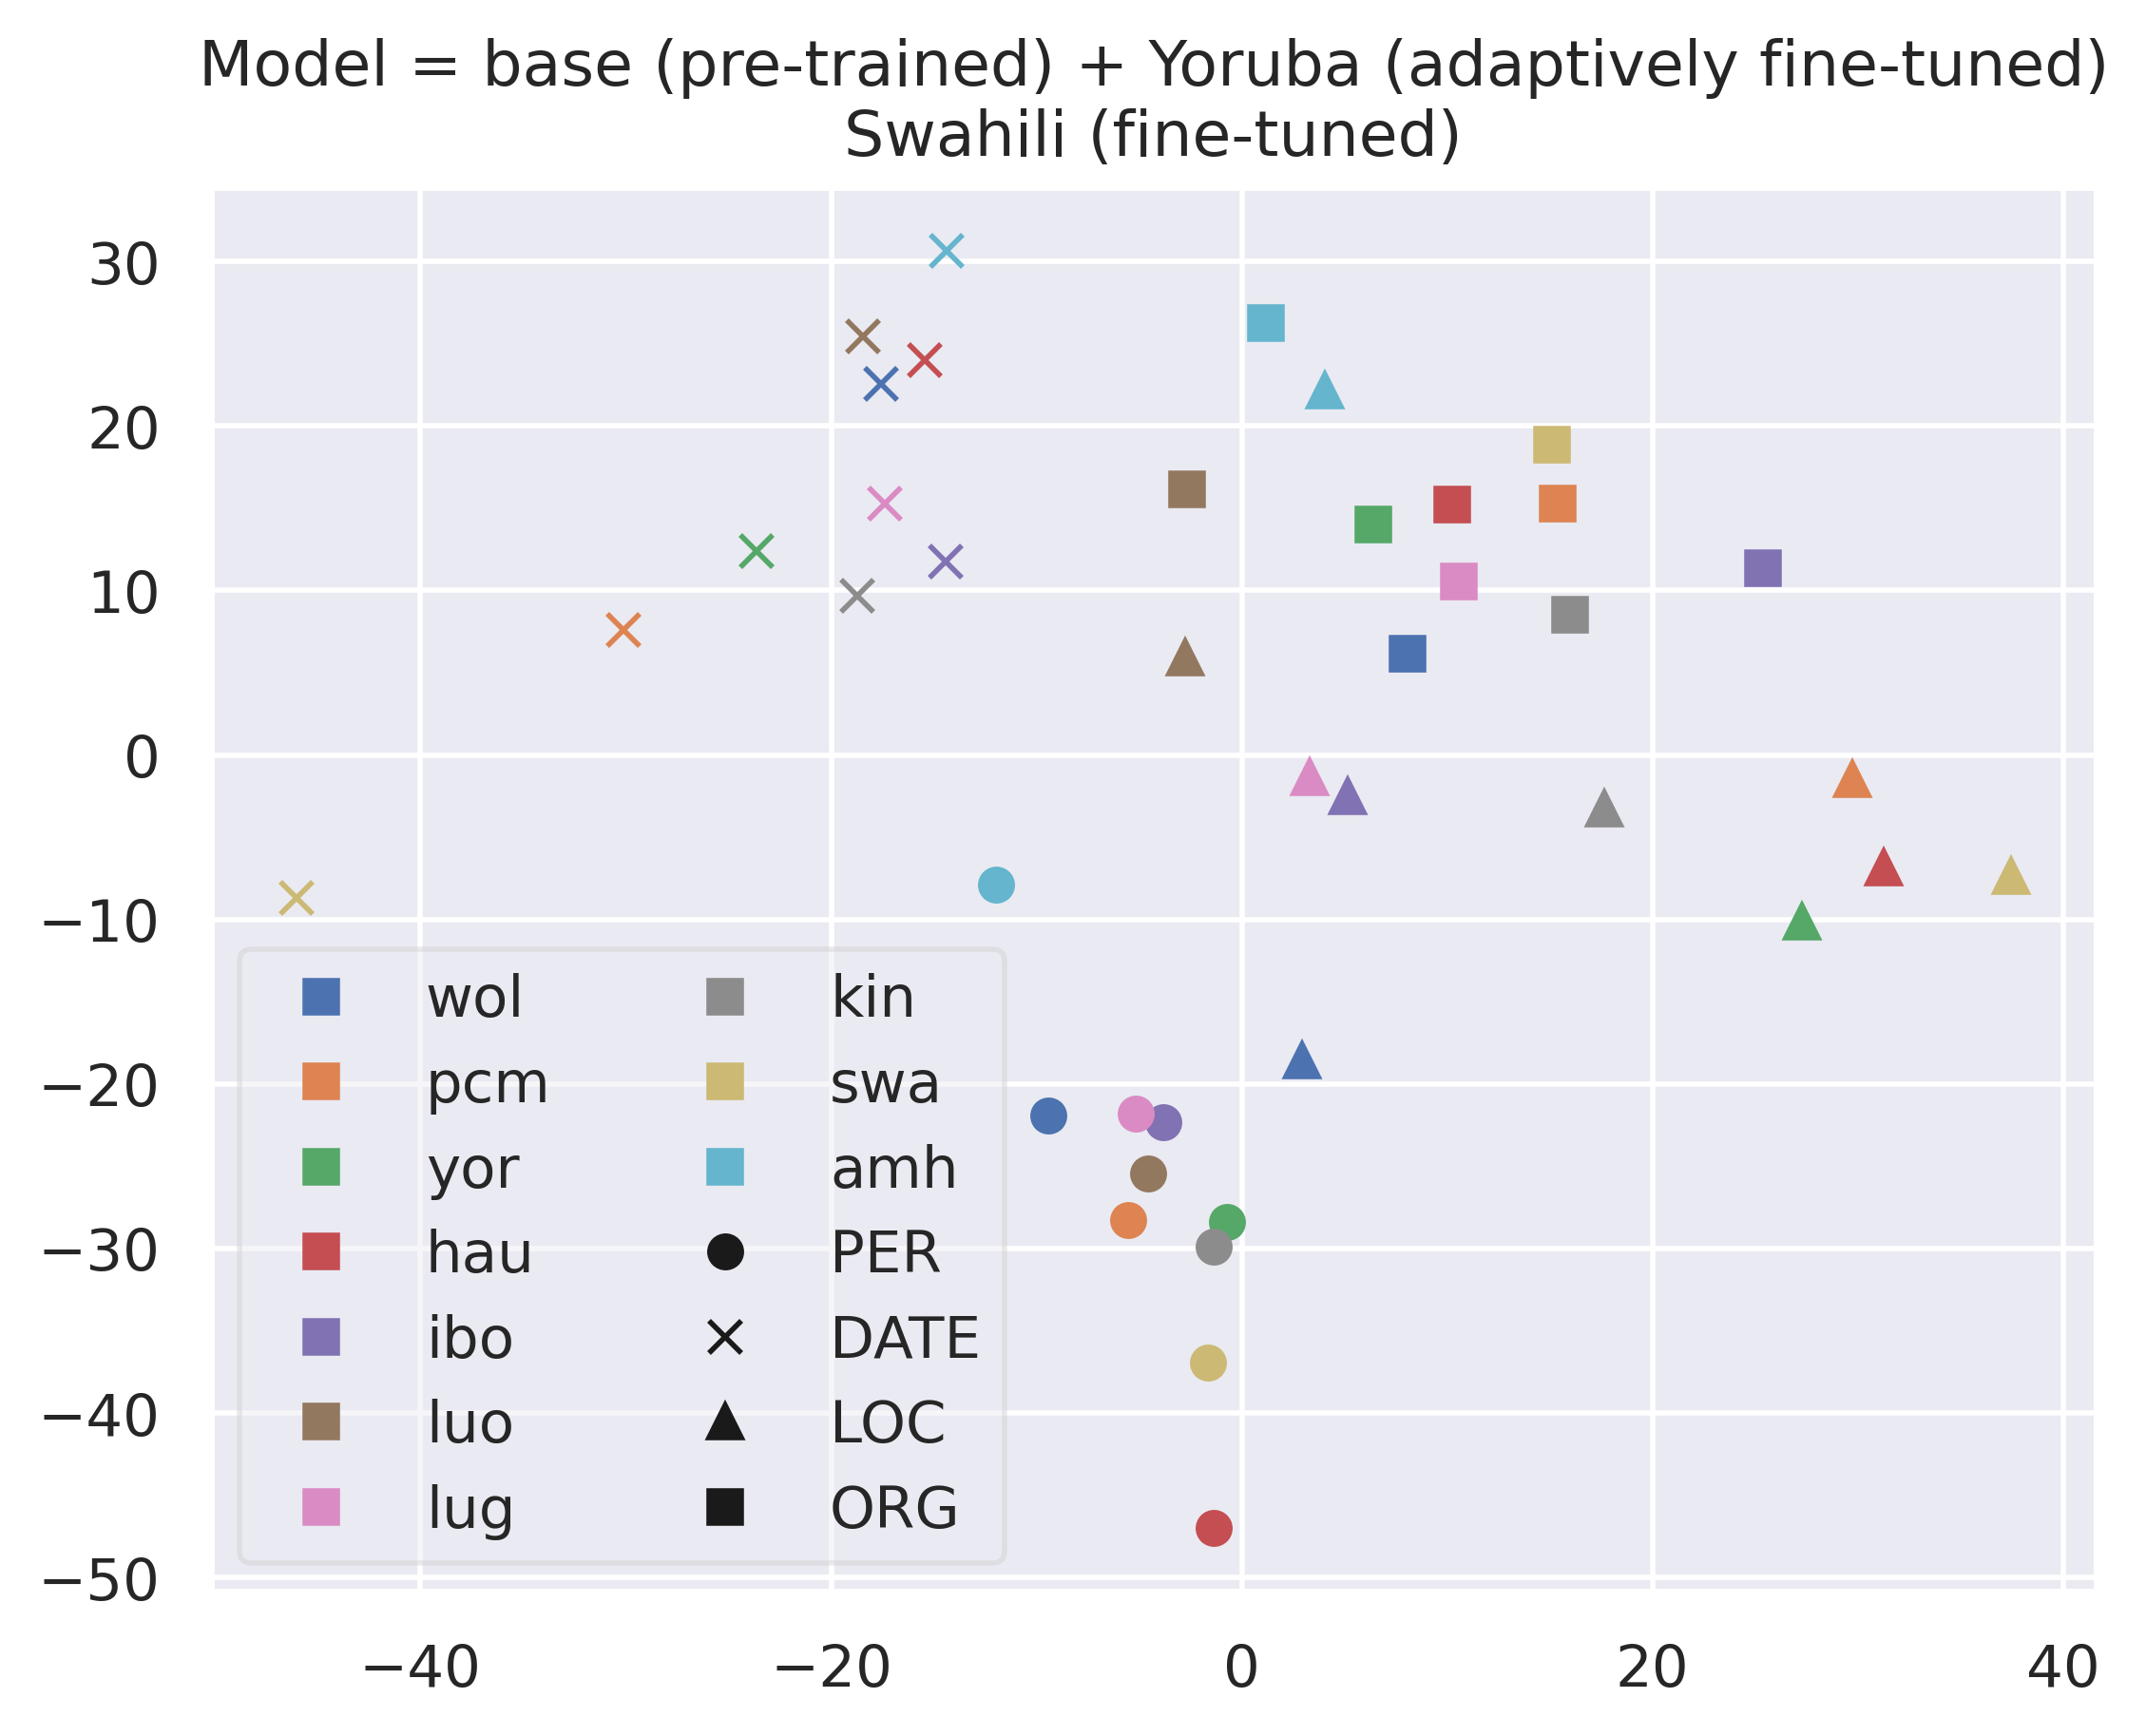 Model = base (pre-trained) + Yoruba (adaptively fine-tuned)
Swahili (fine-tuned)
30
20
10
0
−10
−20
−30
−40
−50
wol
pcm
yor
hau
ibo
luo
lug
kin
swa
amh
PER
DATE
LOC
ORG
−40
−20
0
20
40